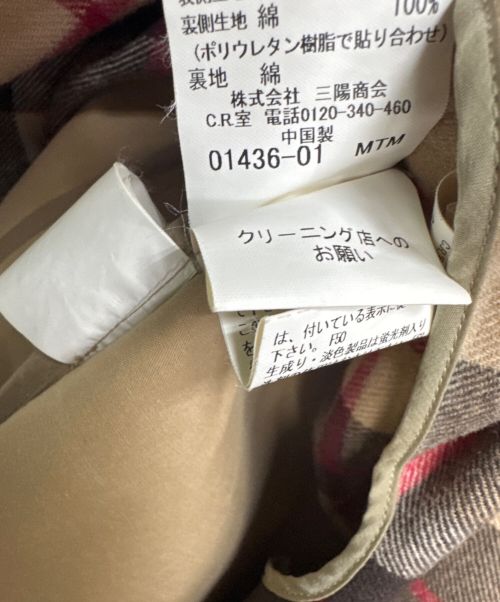 100%
裏側生地 綿
(ポリウレタン樹脂で貼り合わせ)
裏地 綿
株式会社 三陽商会
C.R室 電話0120-340-460
中国製
01436-01 MTM
クリーニング店への
お願い
は、付いている表示に
下さい。 F50
生成り・淡色製品は蛍光剤入り